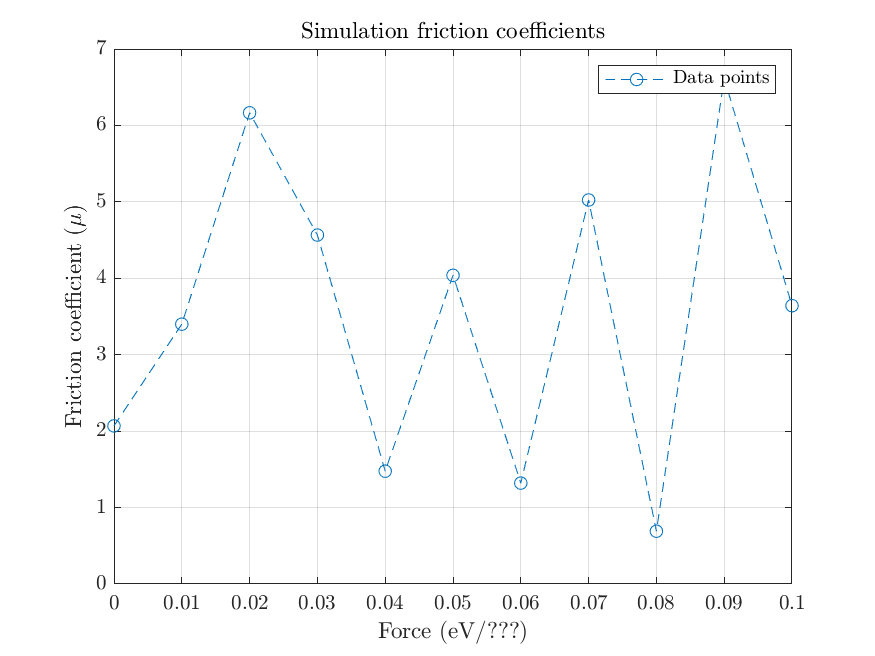 Simulation friction coefficients
Data points
Friction coefficient (μ)
7
6
5
4
3
2
1
0
0 0.01 0.02 0.03 0.04 0.05 0.06 0.07 0.08 0.09 0.1
Force (eV/???)